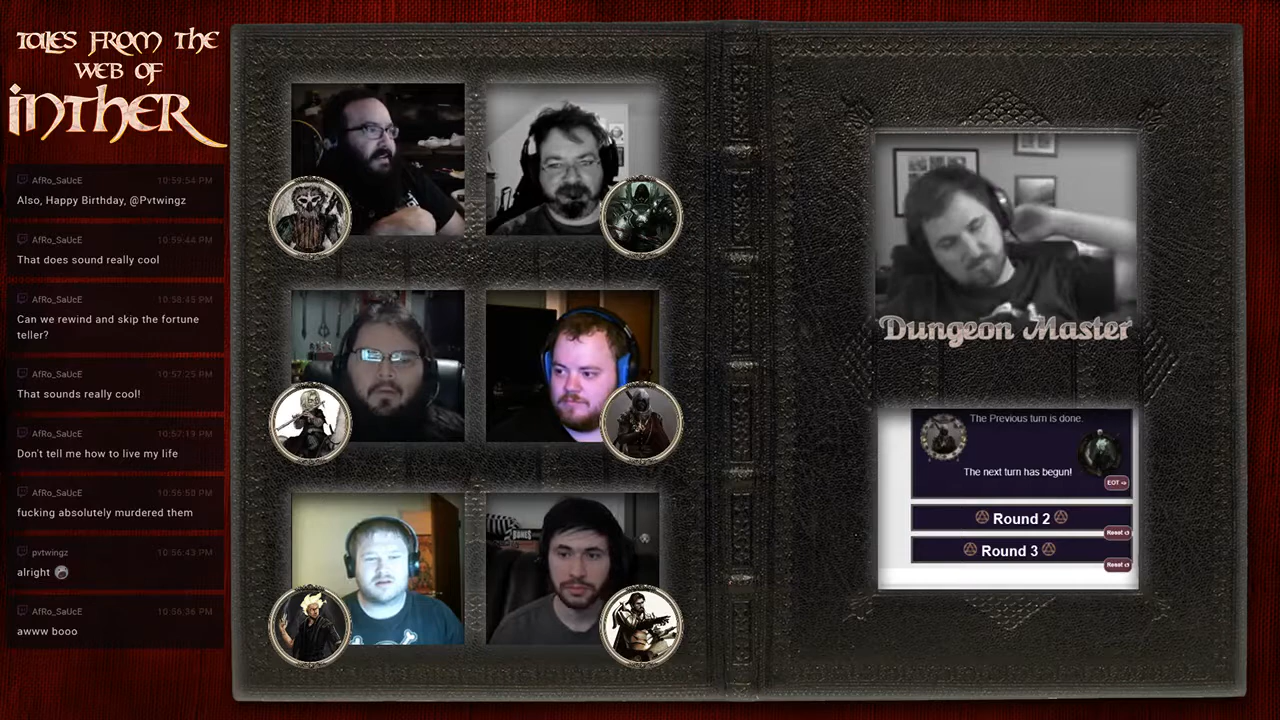 TALES FROM THE
WEB OF
INTHER
AfRo_SaUcE 10:59:54 PM
Also, Happy Birthday, @Pvtwingz
AfRo_SaUcE 10:59:44 PM
That does sound really cool
AfRo_SaUcE 10:58:45 PM
Can we rewind and skip the fortune
teller?
AfRo_SaUcE 10:57:25 PM
That sounds really cool!
AfRo_SaUcE 10:57:19 PM
Don't tell me how to live my life
AfRo_SaUcE 10:56:58 PM
fucking absolutely murdered them
pvtwingz 10:56:43 PM
alright
AfRo_SaUcE 10:56:36 PM
awww booo
BONES
Dungeon Master
The Previous turn is done.
The next turn has begun!
EOT
Round 2
Reset
Round 3
Reset